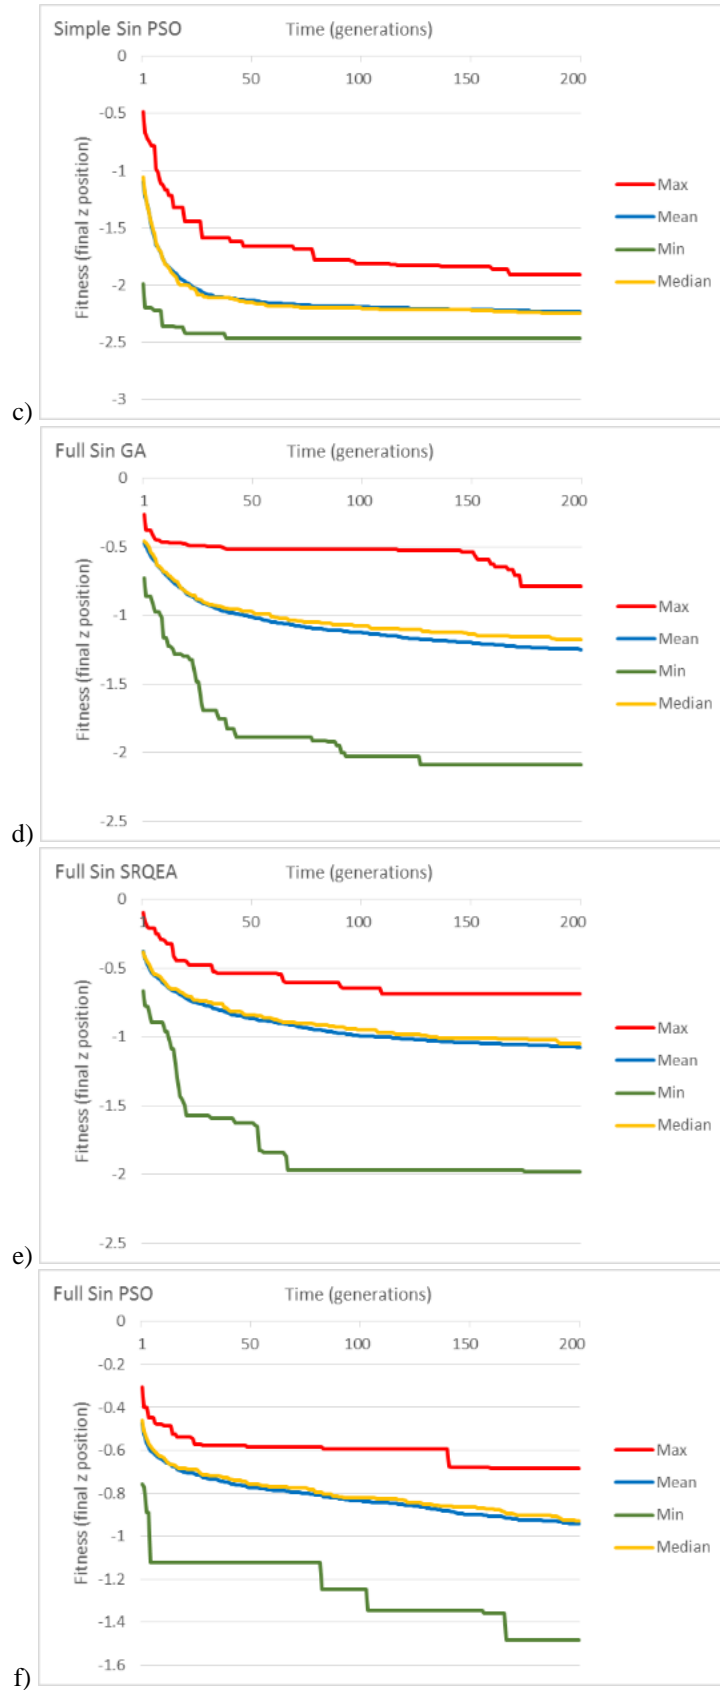 Simple Sin PSO Time (generations)
0
1 50 100 150 200
-0.5
-1
-1.5
-2
-2.5
-3
Fitness (final z position)
Max
Mean
Min
Median
c)
Full Sin GA Time (generations)
0
1 50 100 150 200
-0.5
-1
-1.5
-2
-2.5
Fitness (final z position)
Max
Mean
Min
Median
d)
Full Sin SRQEA Time (generations)
0
1 50 100 150 200
-0.5
-1
-1.5
-2
-2.5
Fitness (final z position)
Max
Mean
Min
Median
e)
Full Sin PSO Time (generations)
0
1 50 100 150 200
-0.2
-0.4
-0.6
-0.8
-1
-1.2
-1.4
-1.6
Fitness (final z position)
Max
Mean
Min
Median
f)